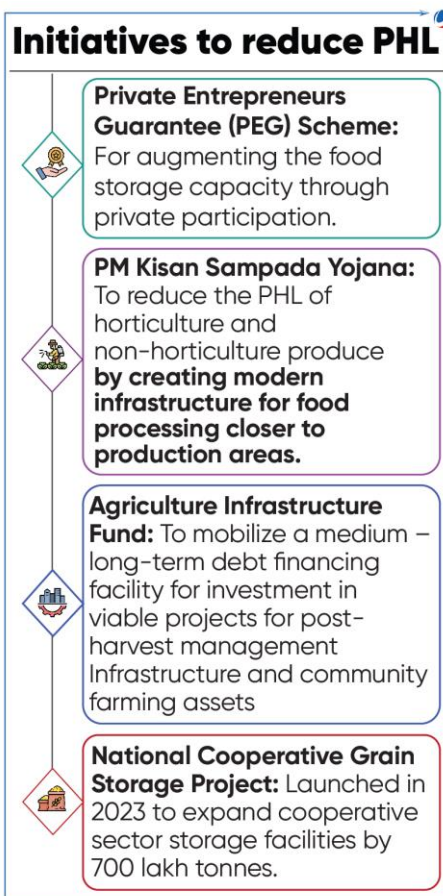 Initiatives to reduce PHL
Private Entrepreneurs
Guarantee (PEG) Scheme:
For augmenting the food
storage capacity through
private participation.
PM Kisan Sampada Yojana:
To reduce the PHL of
horticulture and
non-horticulture produce
by creating modern
infrastructure for food
processing closer to
production areas.
Agriculture Infrastructure
Fund: To mobilize a medium –
long-term debt financing
facility for investment in
viable projects for post-
harvest management
Infrastructure and community
farming assets
National Cooperative Grain
Storage Project: Launched in
2023 to expand cooperative
sector storage facilities by
700 lakh tonnes.